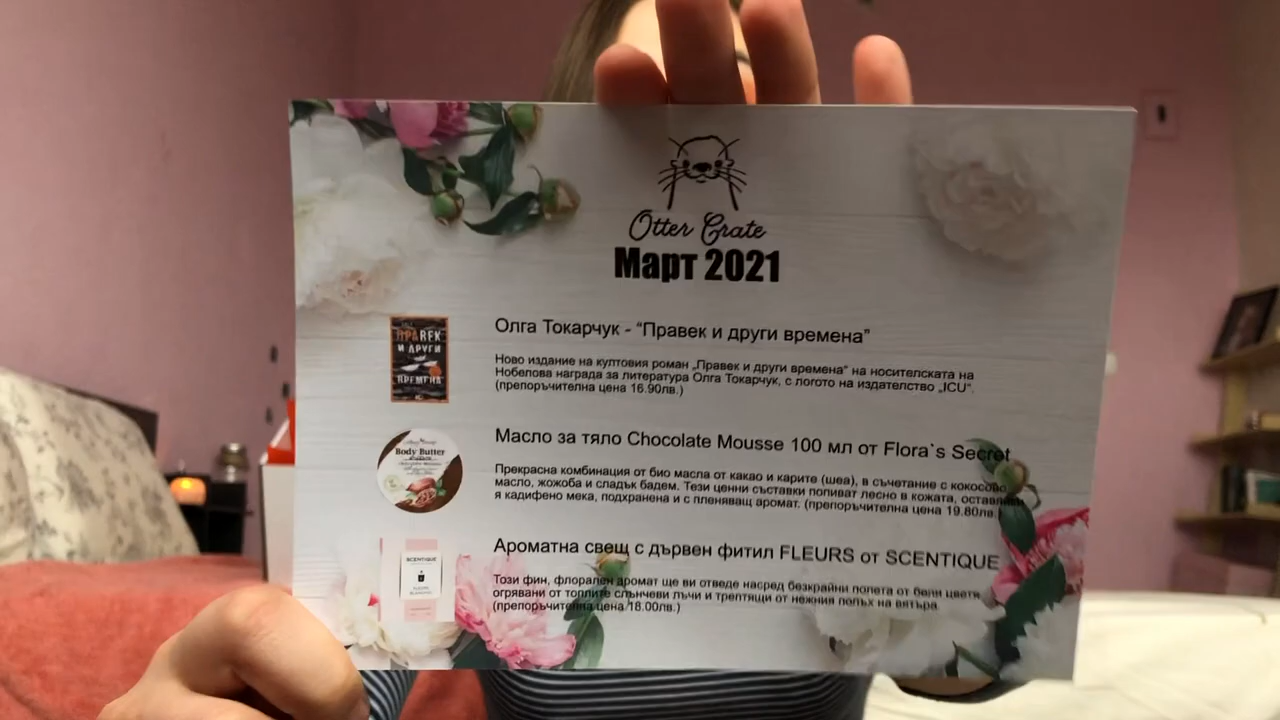 Otter Crate
Март 2021
ПРАВЕК
И ДРУГИ
ВРЕМЕНА
Олга Токарчук - “Правек и други времена”
Ново издание на култовия роман „Правек и други времена” на носителската на
Нобелова награда за литература Олга Токарчук, с логото на издателство „ICU”.
(препоръчителна цена 16.90лв.)
Body Butter
Масло за тяло Chocolate Mousse 100 мл от Flora`s Secret
Прекрасна комбинация от био масла от какао и карите (шеа), в съчетание с кокосово
масло, жожоба и сладък бадем. Тези ценни съставки попиват лесно в кожата, оставяйки
я кадифено мека, подхранена и с пленяващ аромат. (препоръчителна цена 19.80лв.)
SCENTIQUE
Ароматна свещ с дървен фитил FLEURS от SCENTIQUE
Този фин, флорален аромат ще ви отведе насред безкрайни полета от бели цветя,
огрявани от топлите слънчеви лъчи и трептящи от нежния полъх на вятъра.
(препоръчителна цена 18.00лв.)